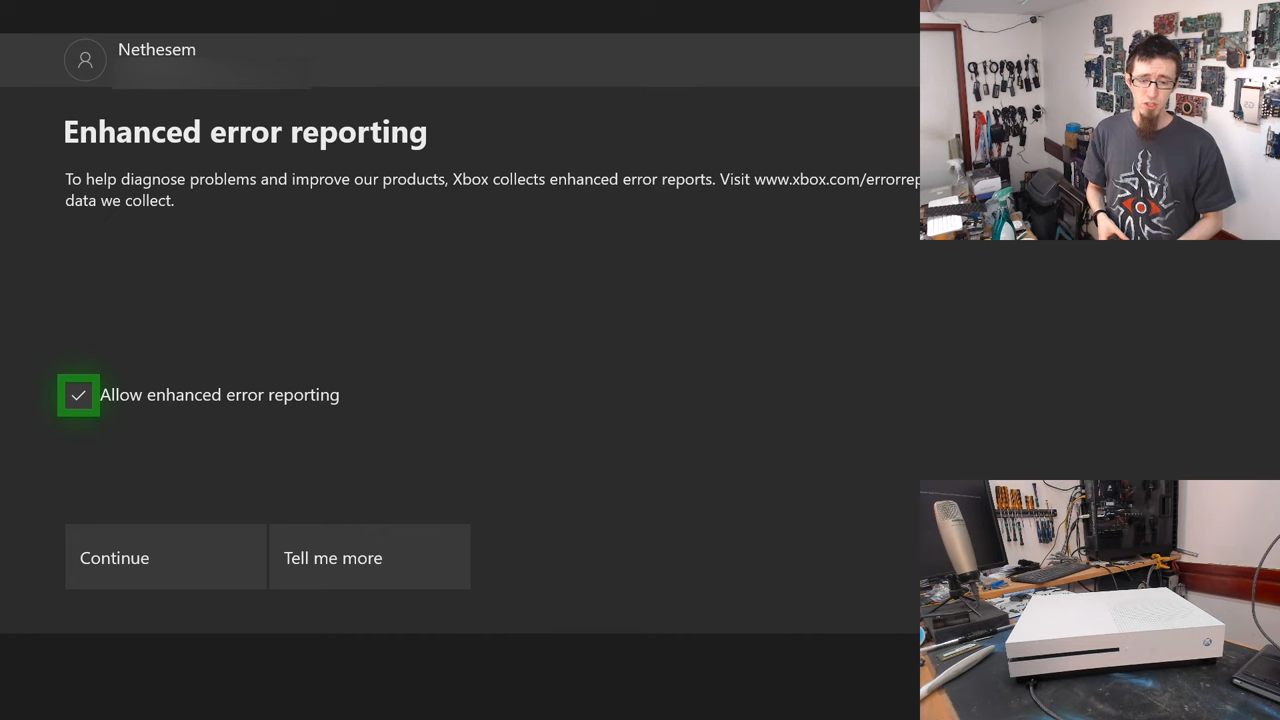 Nethesem
Enhanced error reporting
To help diagnose problems and improve our products, Xbox collects enhanced error reports. Visit www.xbox.com/errorrep
data we collect.
Allow enhanced error reporting
Continue
Tell me more